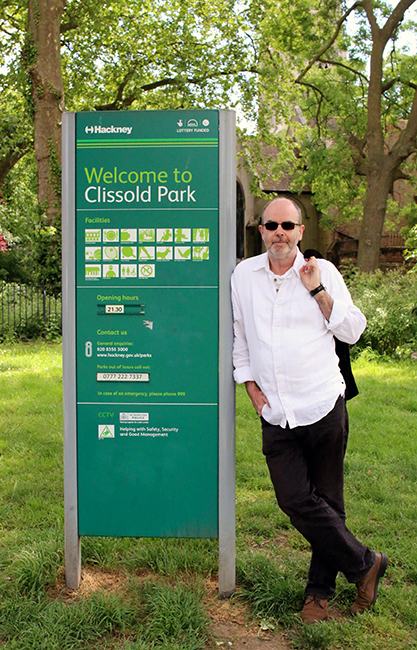 Hackney
LOTTERY FUNDED
Welcome to
Clissold Park
Facilities
Opening hours
21.30
Contact us
General enquiries:
020 8356 3000
www.hackney.gov.uk/parks
Parks out of hours call out:
0777 222 7337
In case of an emergency, please phone 999
CCTV
Helping with Safety, Security
and Good Management